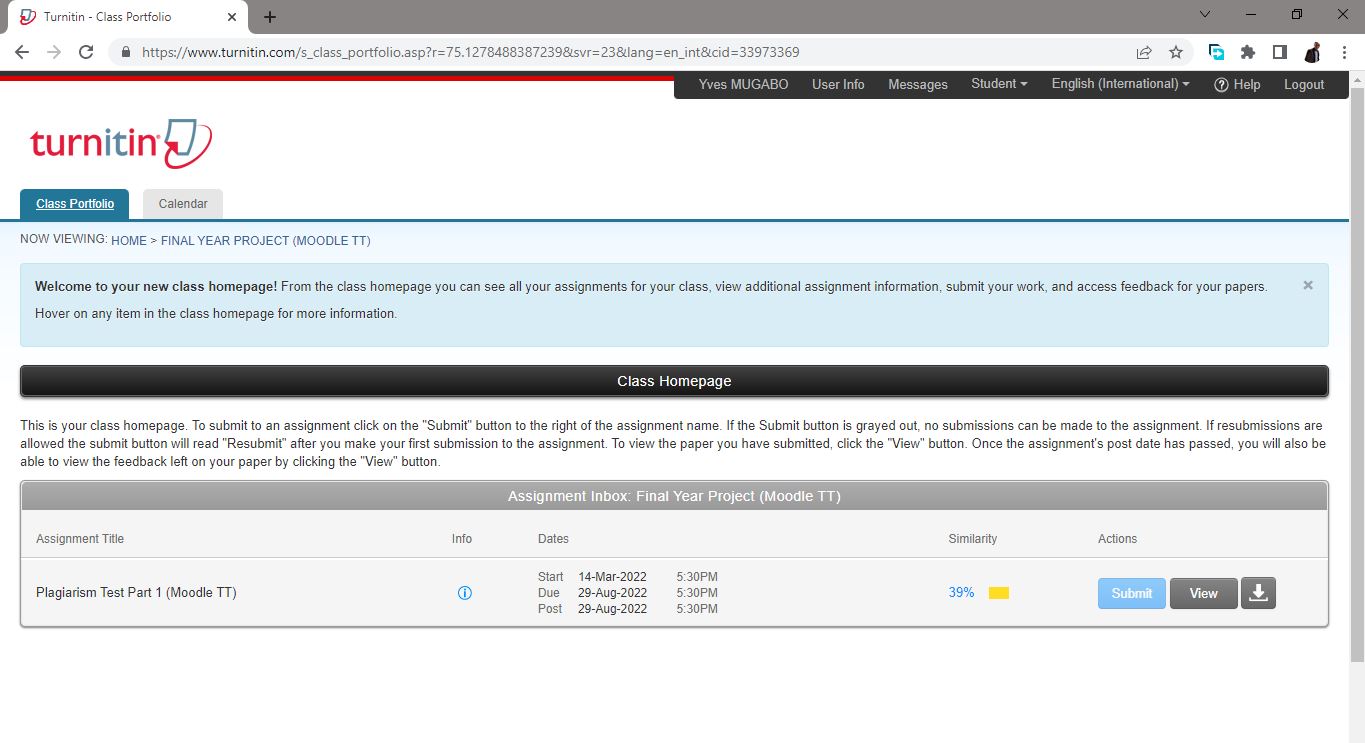 Turnitin - Class Portfolio
https://www.turnitin.com/s_class_portfolio.asp?r=75.1278488387239&svr=23&lang=en_int&cid=33973369
Yves MUGABO User Info Messages Student English (International) Help Logout
turnitin
Class Portfolio Calendar
NOW VIEWING: HOME > FINAL YEAR PROJECT (MOODLE TT)
Welcome to your new class homepage! From the class homepage you can see all your assignments for your class, view additional assignment information, submit your work, and access feedback for your papers.
Hover on any item in the class homepage for more information.
Class Homepage
This is your class homepage. To submit to an assignment click on the "Submit" button to the right of the assignment name. If the Submit button is grayed out, no submissions can be made to the assignment. If resubmissions are
allowed the submit button will read "Resubmit" after you make your first submission to the assignment. To view the paper you have submitted, click the "View" button. Once the assignment's post date has passed, you will also be
able to view the feedback left on your paper by clicking the "View" button.
Assignment Inbox: Final Year Project (Moodle TT)
Assignment Title Info Dates Similarity Actions
Start 14-Mar-2022 5:30PM
Plagiarism Test Part 1 (Moodle TT) Due 29-Aug-2022 5:30PM 39% Submit View
Post 29-Aug-2022 5:30PM